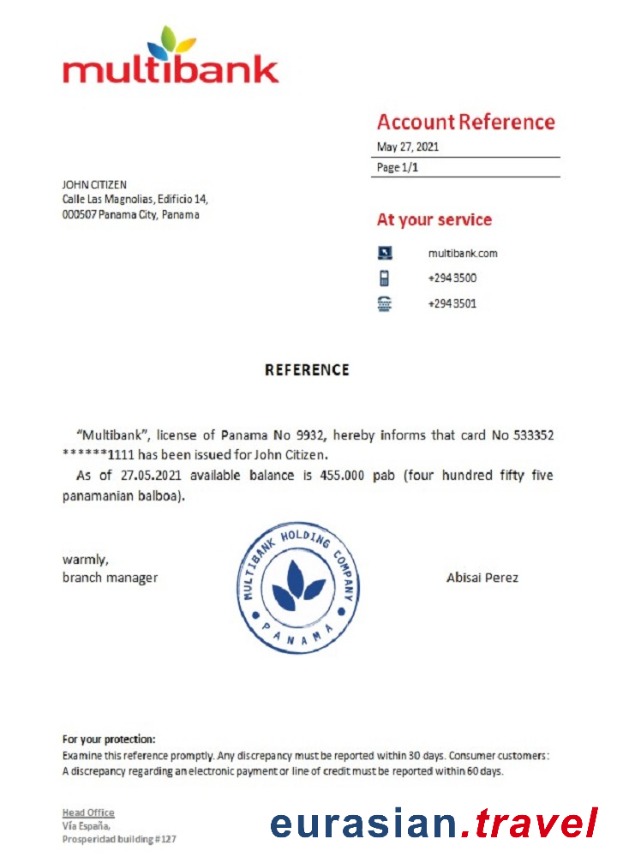 multibank
Account Reference
May 27, 2021
Page 1/1
JOHN CITIZEN
Calle Las Magnolias, Edificio 14,
000507 Panama City, Panama
At your service
multibank.com
+2943500
+2943501
REFERENCE
“Multibank”, license of Panama No 9932, hereby informs that card No 533352
******1111 has been issued for John Citizen.
As of 27.05.2021 available balance is 455.000 pab (four hundred fifty five
panamanian balboa).
warmly,
branch manager
MULTIBANK HOLDING COMPANY
PANAMA
Abisai Perez
For your protection:
Examine this reference promptly. Any discrepancy must be reported within 30 days. Consumer customers:
A discrepancy regarding an electronic payment or line of credit must be reported within 60 days.
Head Office
Vía España,
Prosperidad building #127
eurasian.travel